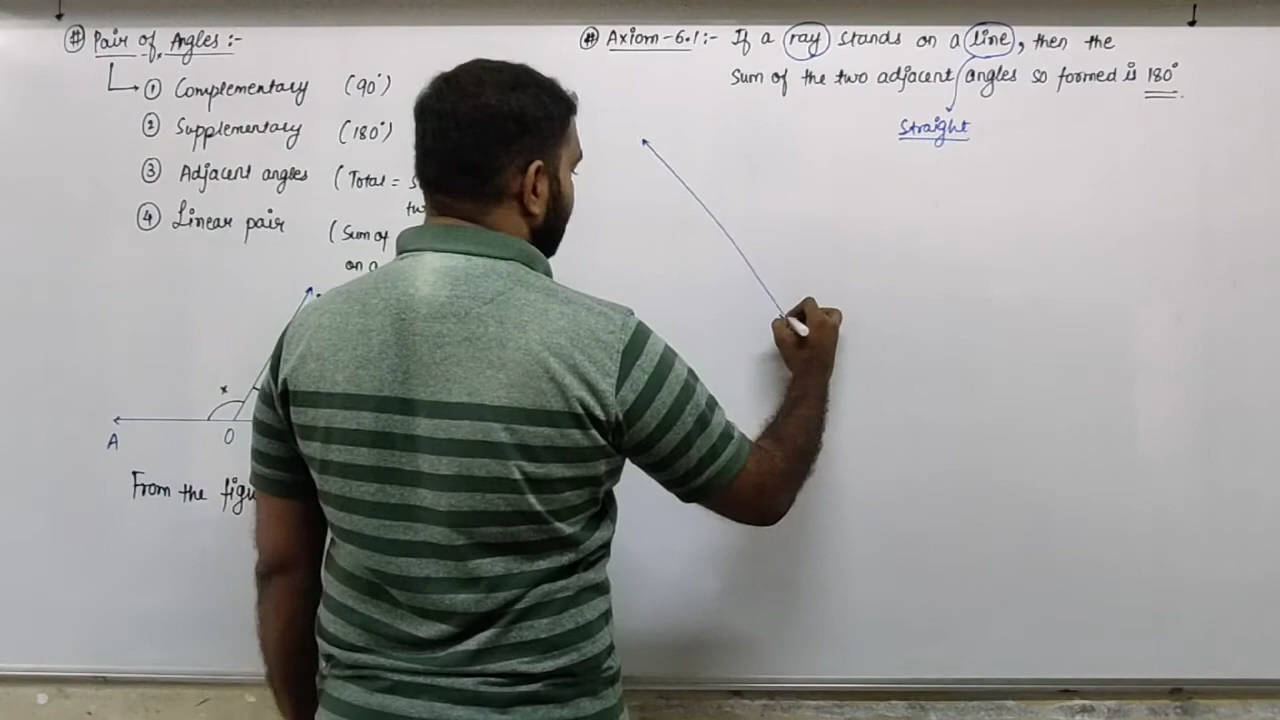 # Pair of Angles :-
① Complementary (90°)
② Supplementary (180°)
③ Adjacent angles ( Total =
④ Linear pair
( Sum of
on a
x
A
O
From the
# Axiom-6.1:- If a ray stands on a line, then the
Sum of the two adjacent angles so formed is 180°.
Straight